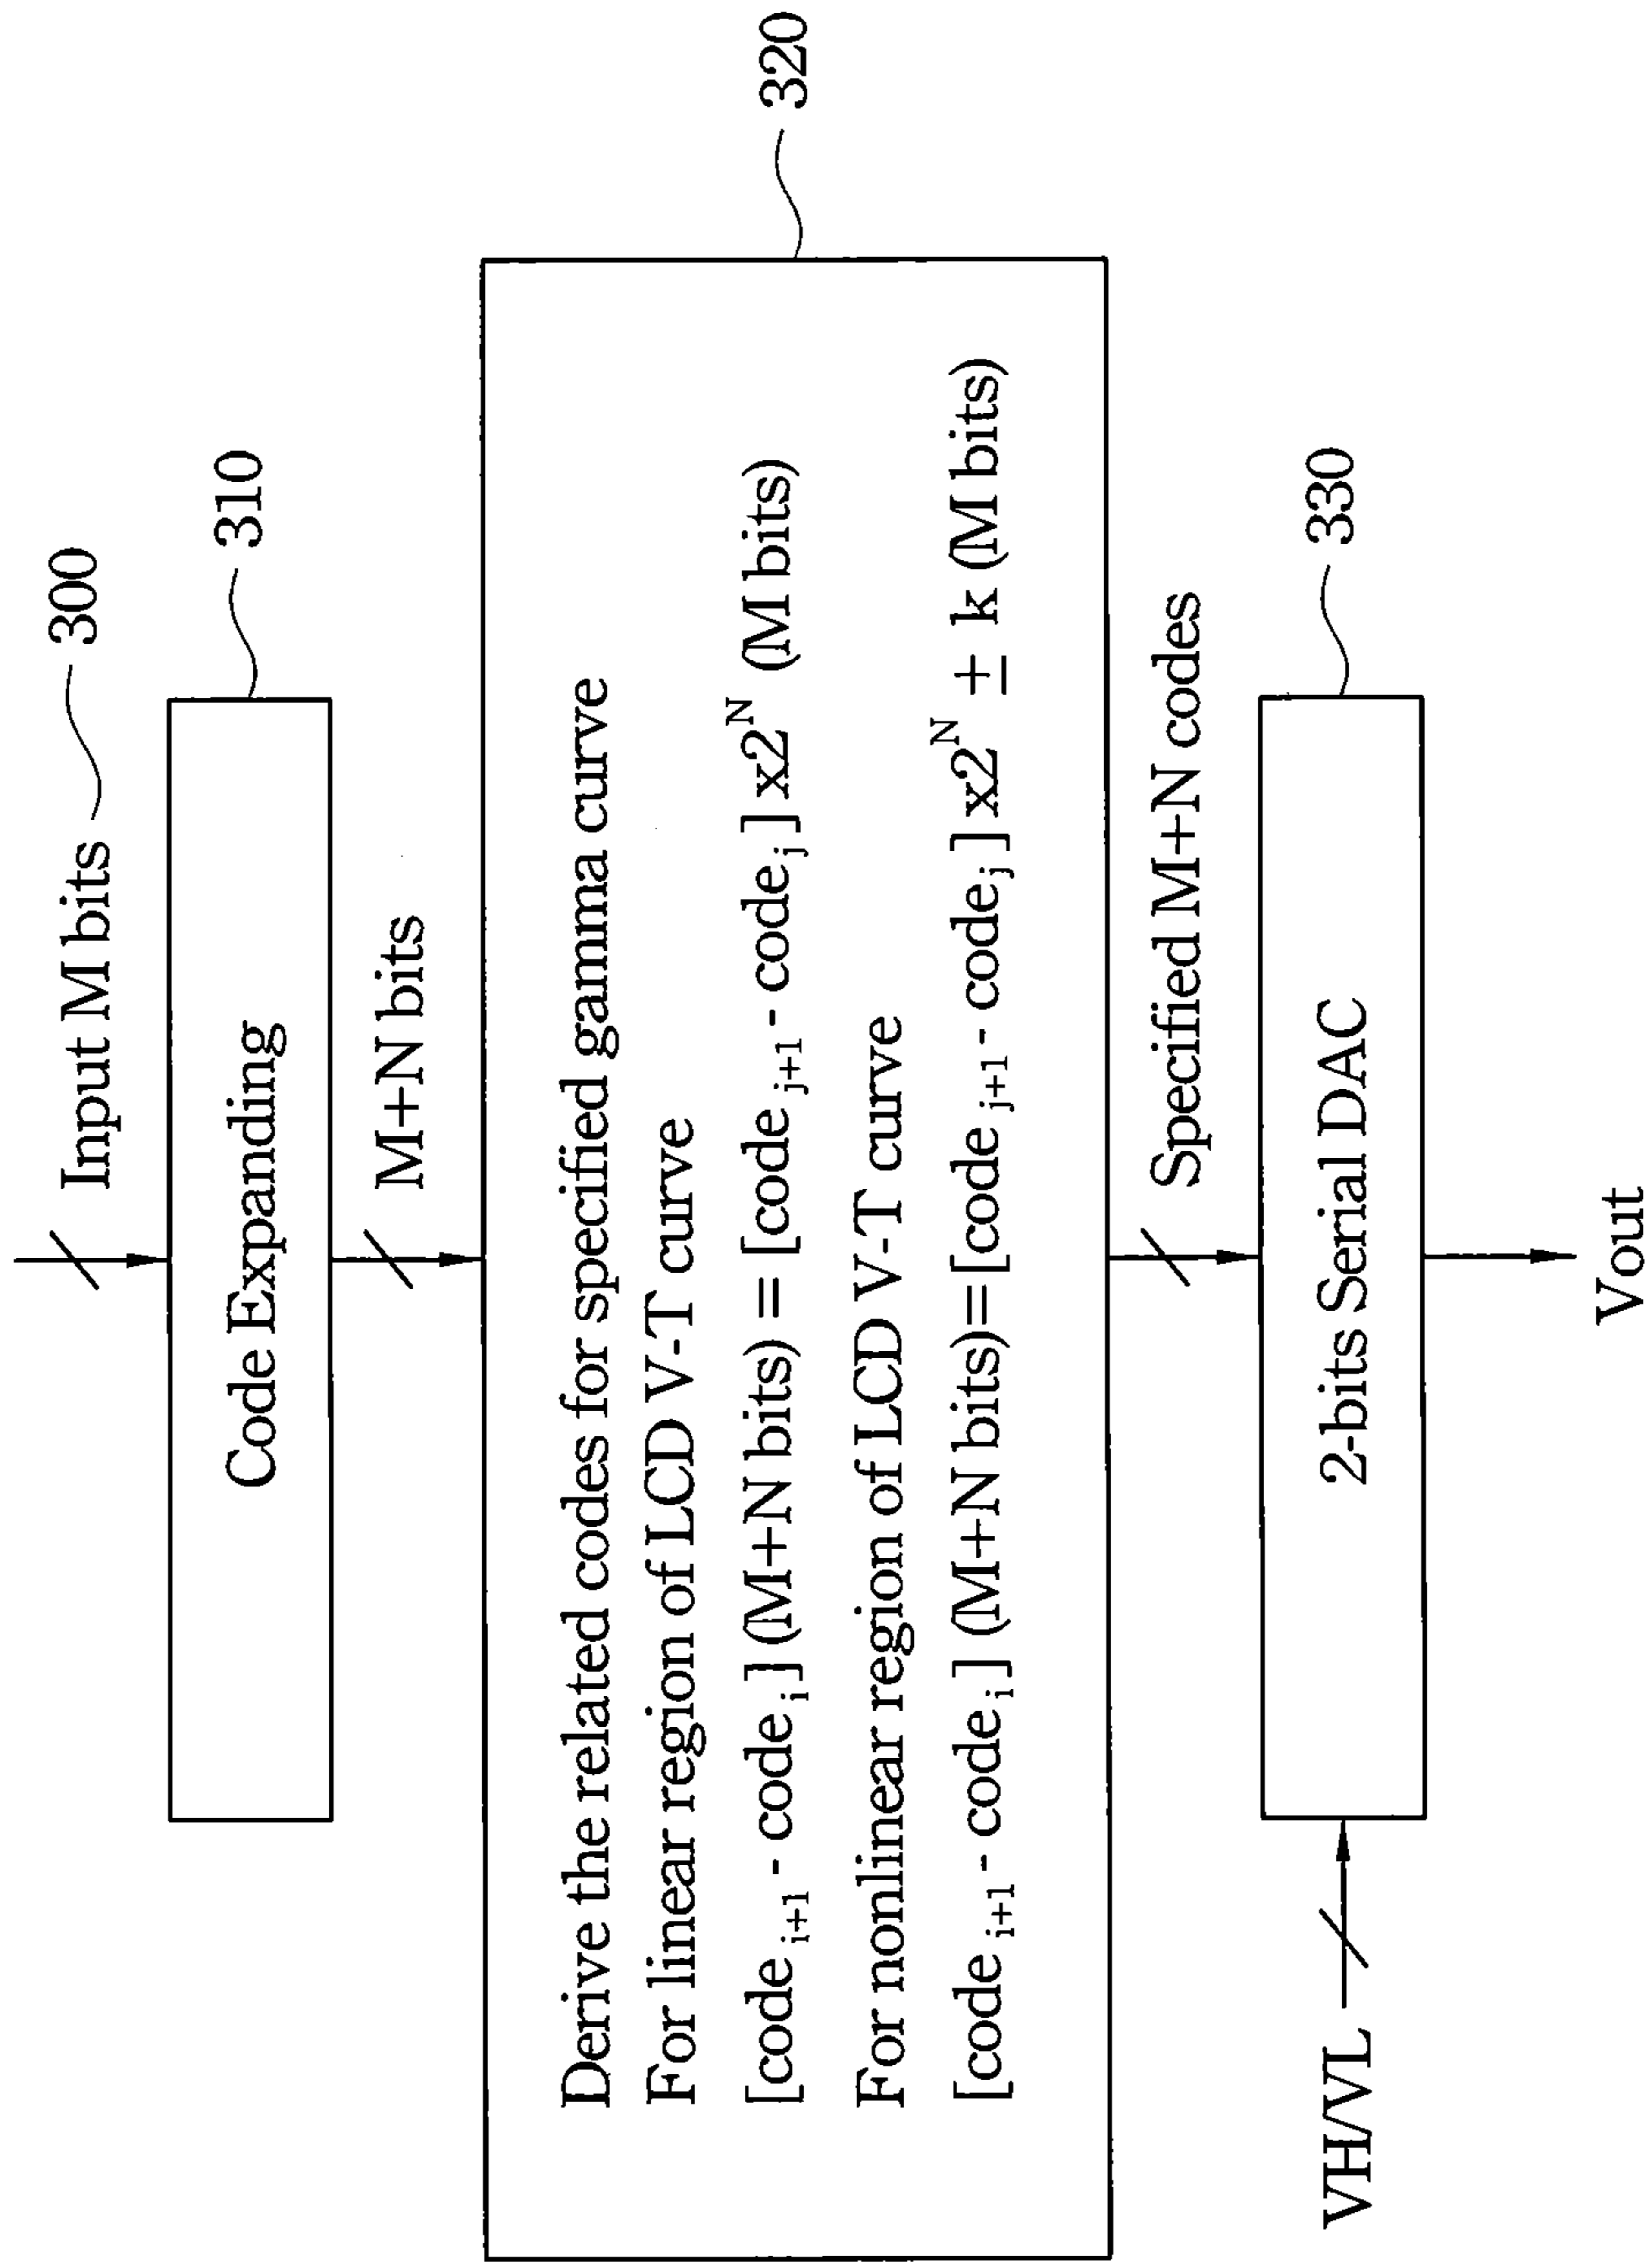 Input M bits
300
Code Expanding
310
M+N bits
320
Derive the related codes for specified gamma curve
For linear region of LCD V-T curve
[code i+1 - code i] (M+N bits) = [code j+1 - code j] x2^N (M bits)
For nonlinear region of LCD V-T curve
[code i+1 - code i] (M+N bits)=[code j+1 - code j] x2^N ± k (M bits)
Specified M+N codes
VH/VL
2-bits Serial DAC
330
Vout